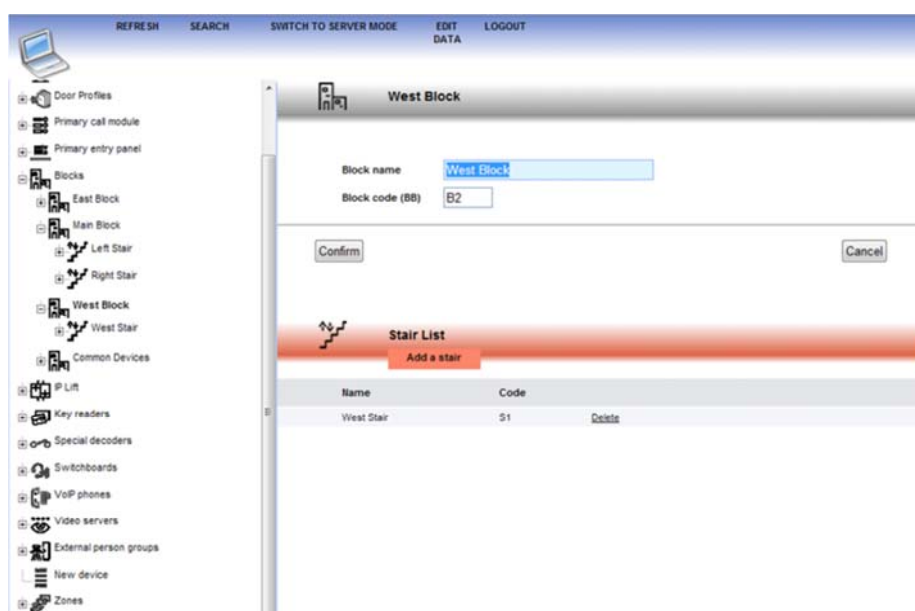 REFRESH SEARCH SWITCH TO SERVER MODE EDIT DATA LOGOUT
Door Profiles
Primary call module
Primary entry panel
Blocks
East Block
Main Block
Left Stair
Right Stair
West Block
West Stair
Common Devices
IP Lift
Key readers
Special decoders
Switchboards
VoIP phones
Video servers
External person groups
New device
Zones
West Block
Block name West Block
Block code (BB) B2
Confirm Cancel
Stair List
Add a stair
Name Code
West Stair S1 Delete